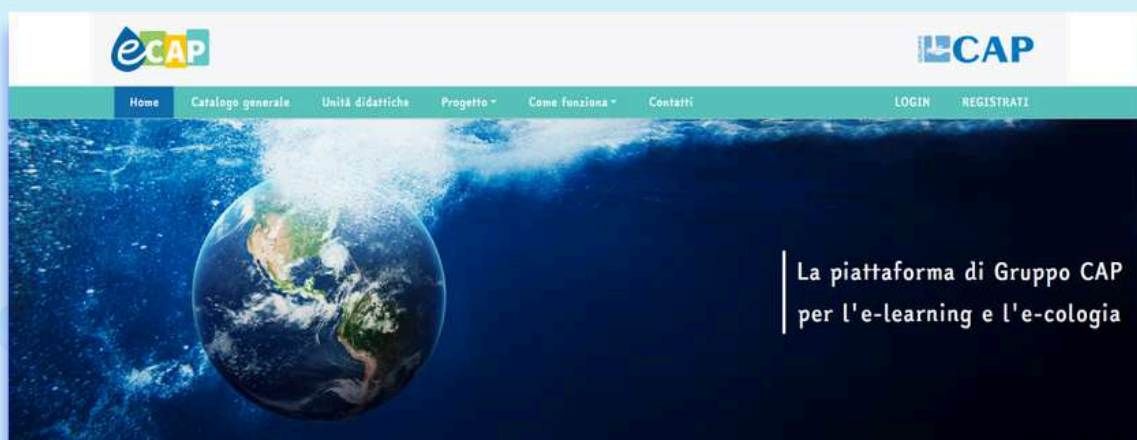 eCAP
GRUPPO CAP
Home Catalogo generale Unità didattiche Progetto Come funziona Contatti LOGIN REGISTRATI
La piattaforma di Gruppo CAP
per l'e-learning e l'e-cologia